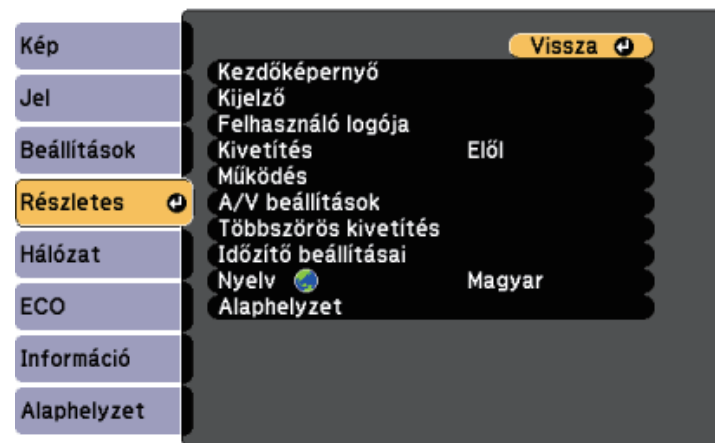 Kép
Jel
Beállítások
Részletes
Hálózat
ECO
Információ
Alaphelyzet
Vissza
Kezdőképernyő
Kijelző
Felhasználó logója
Kivetítés Elől
Működés
A/V beállítások
Többszörös kivetítés
Időzítő beállításai
Nyelv Magyar
Alaphelyzet